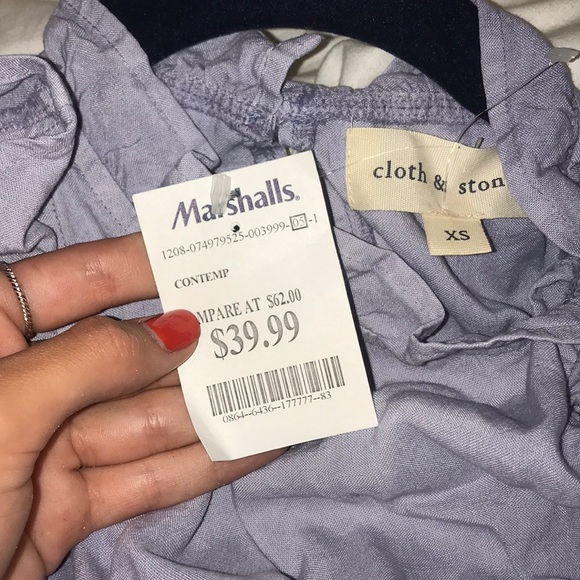 Marshalls.
1208-074979525-003999-05-1
CONTEMP
MPARE AT $62.00
$39.99
0864--6436--177777--83
cloth & ston
XS